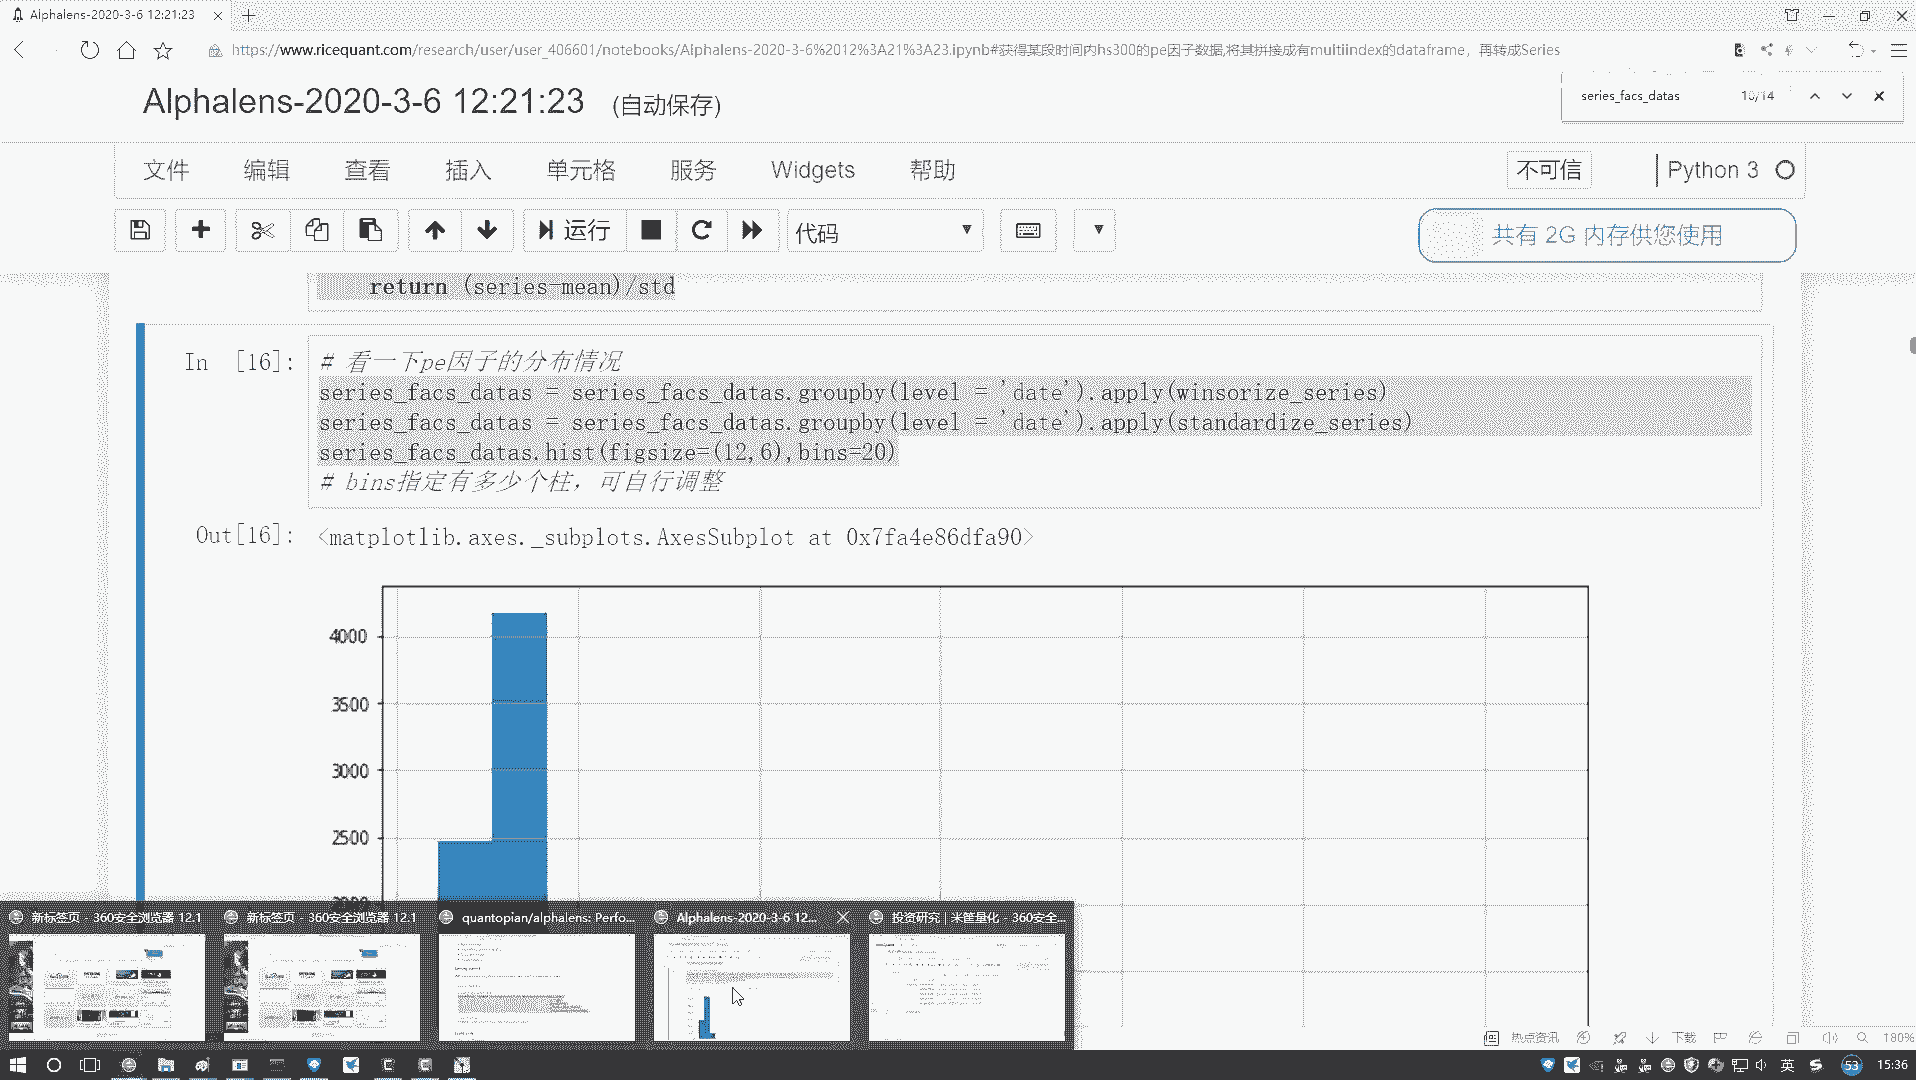 Alphalens-2020-3-6 12:21:23
https://www.ricequant.com/research/user/user_406601/notebooks/Alphalens-2020-3-6%2012%3A21%3A23.ipynb#获得某段时间内hs300的pe因子数据,将其拼接成有multiindex的dataframe，再转成Series
Alphalens-2020-3-6 12:21:23 (自动保存)
series_facs_datas 10/14
文件 编辑 查看 插入 单元格 服务 Widgets 帮助 不可信 Python 3
运行 代码 共有 2G 内存供您使用
return (series-mean)/std
In [16]:
# 看一下pe因子的分布情况
series_facs_datas = series_facs_datas.groupby(level = 'date').apply(winsorize_series)
series_facs_datas = series_facs_datas.groupby(level = 'date').apply(standardize_series)
series_facs_datas.hist(figsize=(12,6),bins=20)
# bins指定有多少个柱，可自行调整
Out[16]: <matplotlib.axes._subplots.AxesSubplot at 0x7fa4e86dfa90>
4000
3500
3000
2500
新标签页 - 360安全浏览器 12.1
新标签页 - 360安全浏览器 12.1
quantopian/alphalens: Perfo...
Alphalens-2020-3-6 12...
投资研究 | 米筐量化 - 360安全...
热点资讯 下载 180%
英 53 15:36